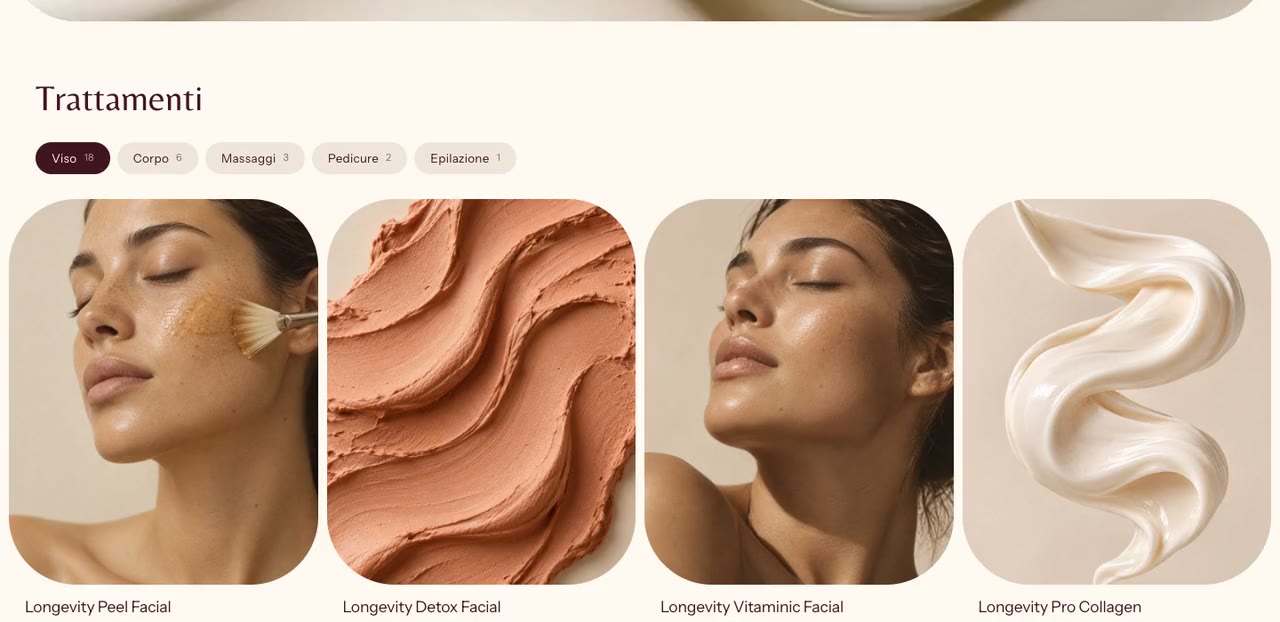 Trattamenti
Viso 18 Corpo 6 Massaggi 3 Pedicure 2 Epilazione 1
Longevity Peel Facial Longevity Detox Facial Longevity Vitaminic Facial Longevity Pro Collagen